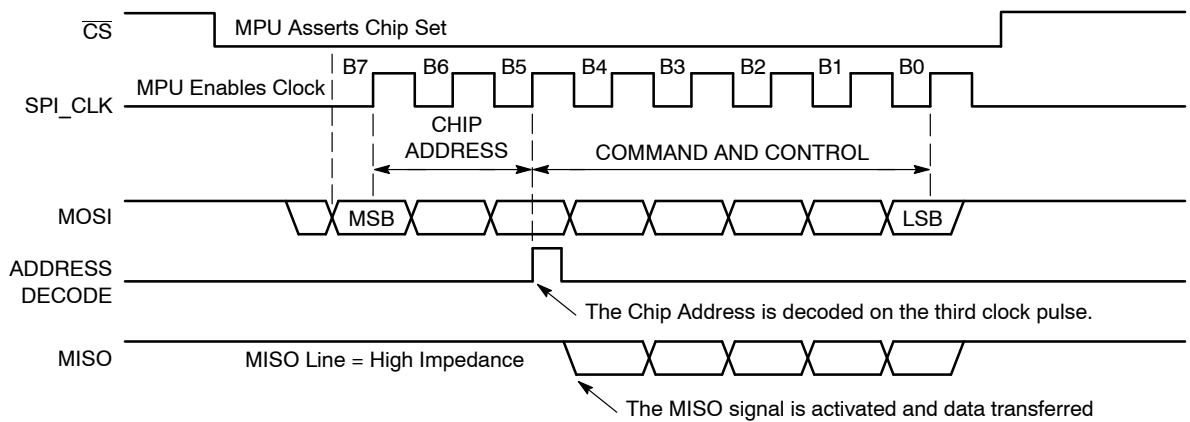 CS
MPU Asserts Chip Set
B7 B6 B5 B4 B3 B2 B1 B0
MPU Enables Clock
SPI_CLK
CHIP
ADDRESS
COMMAND AND CONTROL
MOSI
MSB
LSB
ADDRESS
DECODE
The Chip Address is decoded on the third clock pulse.
MISO
MISO Line = High Impedance
The MISO signal is activated and data transferred